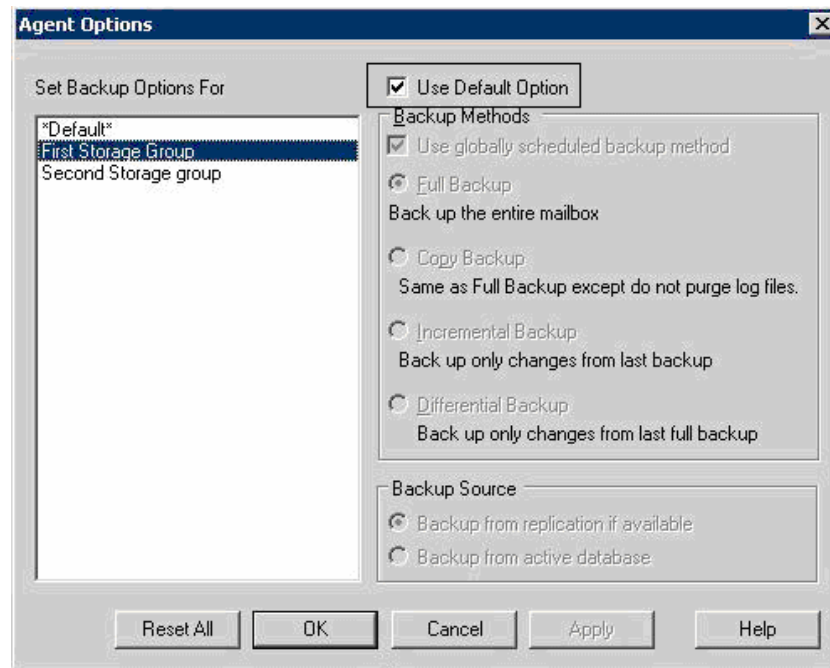 Agent Options
Set Backup Options For
*Default*
First Storage Group
Second Storage group
Use Default Option
Backup Methods
Use globally scheduled backup method
Full Backup
Back up the entire mailbox
Copy Backup
Same as Full Backup except do not purge log files.
Incremental Backup
Back up only changes from last backup
Differential Backup
Back up only changes from last full backup
Backup Source
Backup from replication if available
Backup from active database
Reset All
OK
Cancel
Apply
Help